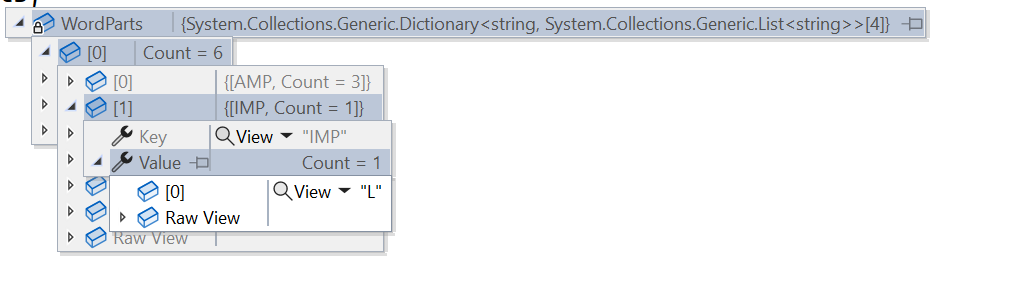 WordParts {System.Collections.Generic.Dictionary<string, System.Collections.Generic.List<string>>[4]}
[0] Count = 6
[0] {[AMP, Count = 3]}
[1] {[IMP, Count = 1]}
Key View "IMP"
Value Count = 1
[0] View "L"
Raw View
Raw View